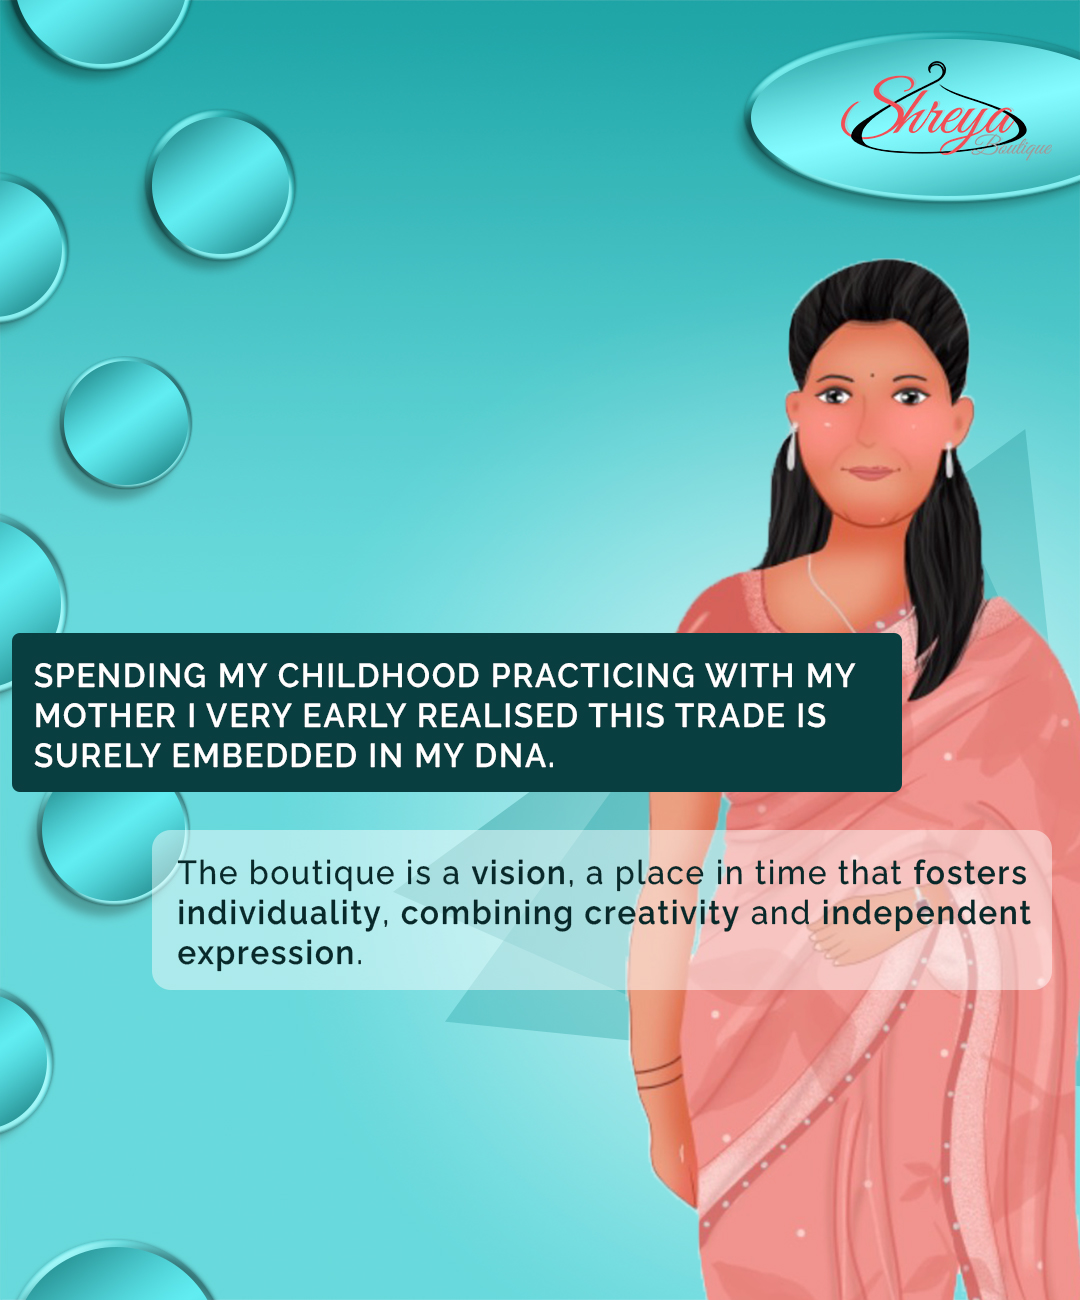 Shreya
Boutique
SPENDING MY CHILDHOOD PRACTICING WITH MY
MOTHER I VERY EARLY REALISED THIS TRADE IS
SURELY EMBEDDED IN MY DNA.
The boutique is a vision, a place in time that fosters
individuality, combining creativity and independent
expression.